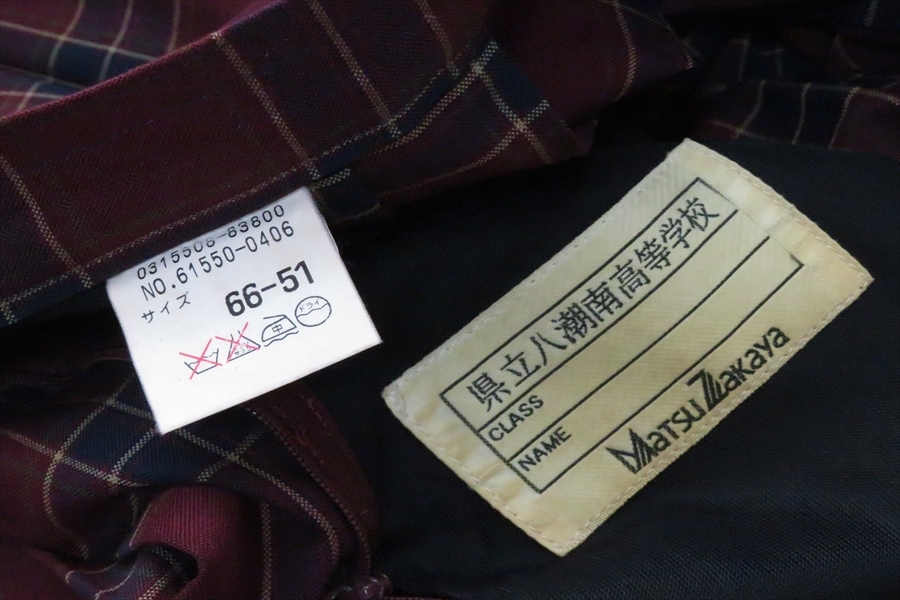 0315508-83800
NO.61550-0406
サイズ
66-51
中
ドライ
県立八潮南高等学校
CLASS
NAME
MatsuZakaya